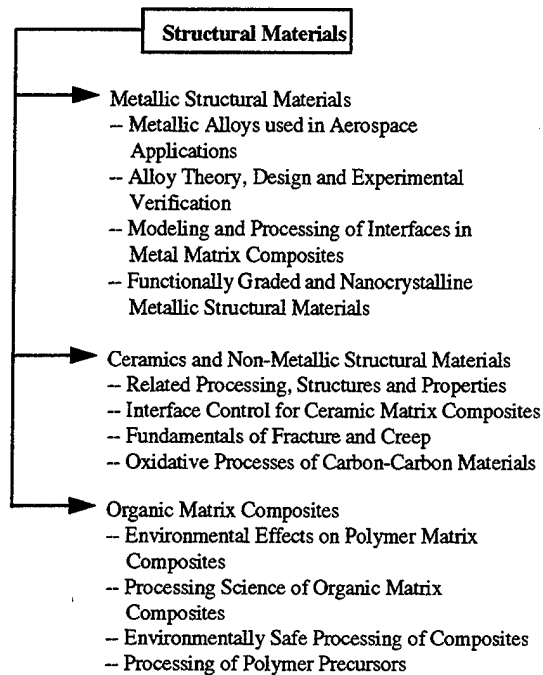 Structural Materials
Metallic Structural Materials
-- Metallic Alloys used in Aerospace
Applications
-- Alloy Theory, Design and Experimental
Verification
-- Modeling and Processing of Interfaces in
Metal Matrix Composites
-- Functionally Graded and Nanocrystalline
Metallic Structural Materials
Ceramics and Non-Metallic Structural Materials
-- Related Processing, Structures and Properties
-- Interface Control for Ceramic Matrix Composites
-- Fundamentals of Fracture and Creep
-- Oxidative Processes of Carbon-Carbon Materials
Organic Matrix Composites
-- Environmental Effects on Polymer Matrix
Composites
-- Processing Science of Organic Matrix
Composites
-- Environmentally Safe Processing of Composites
-- Processing of Polymer Precursors